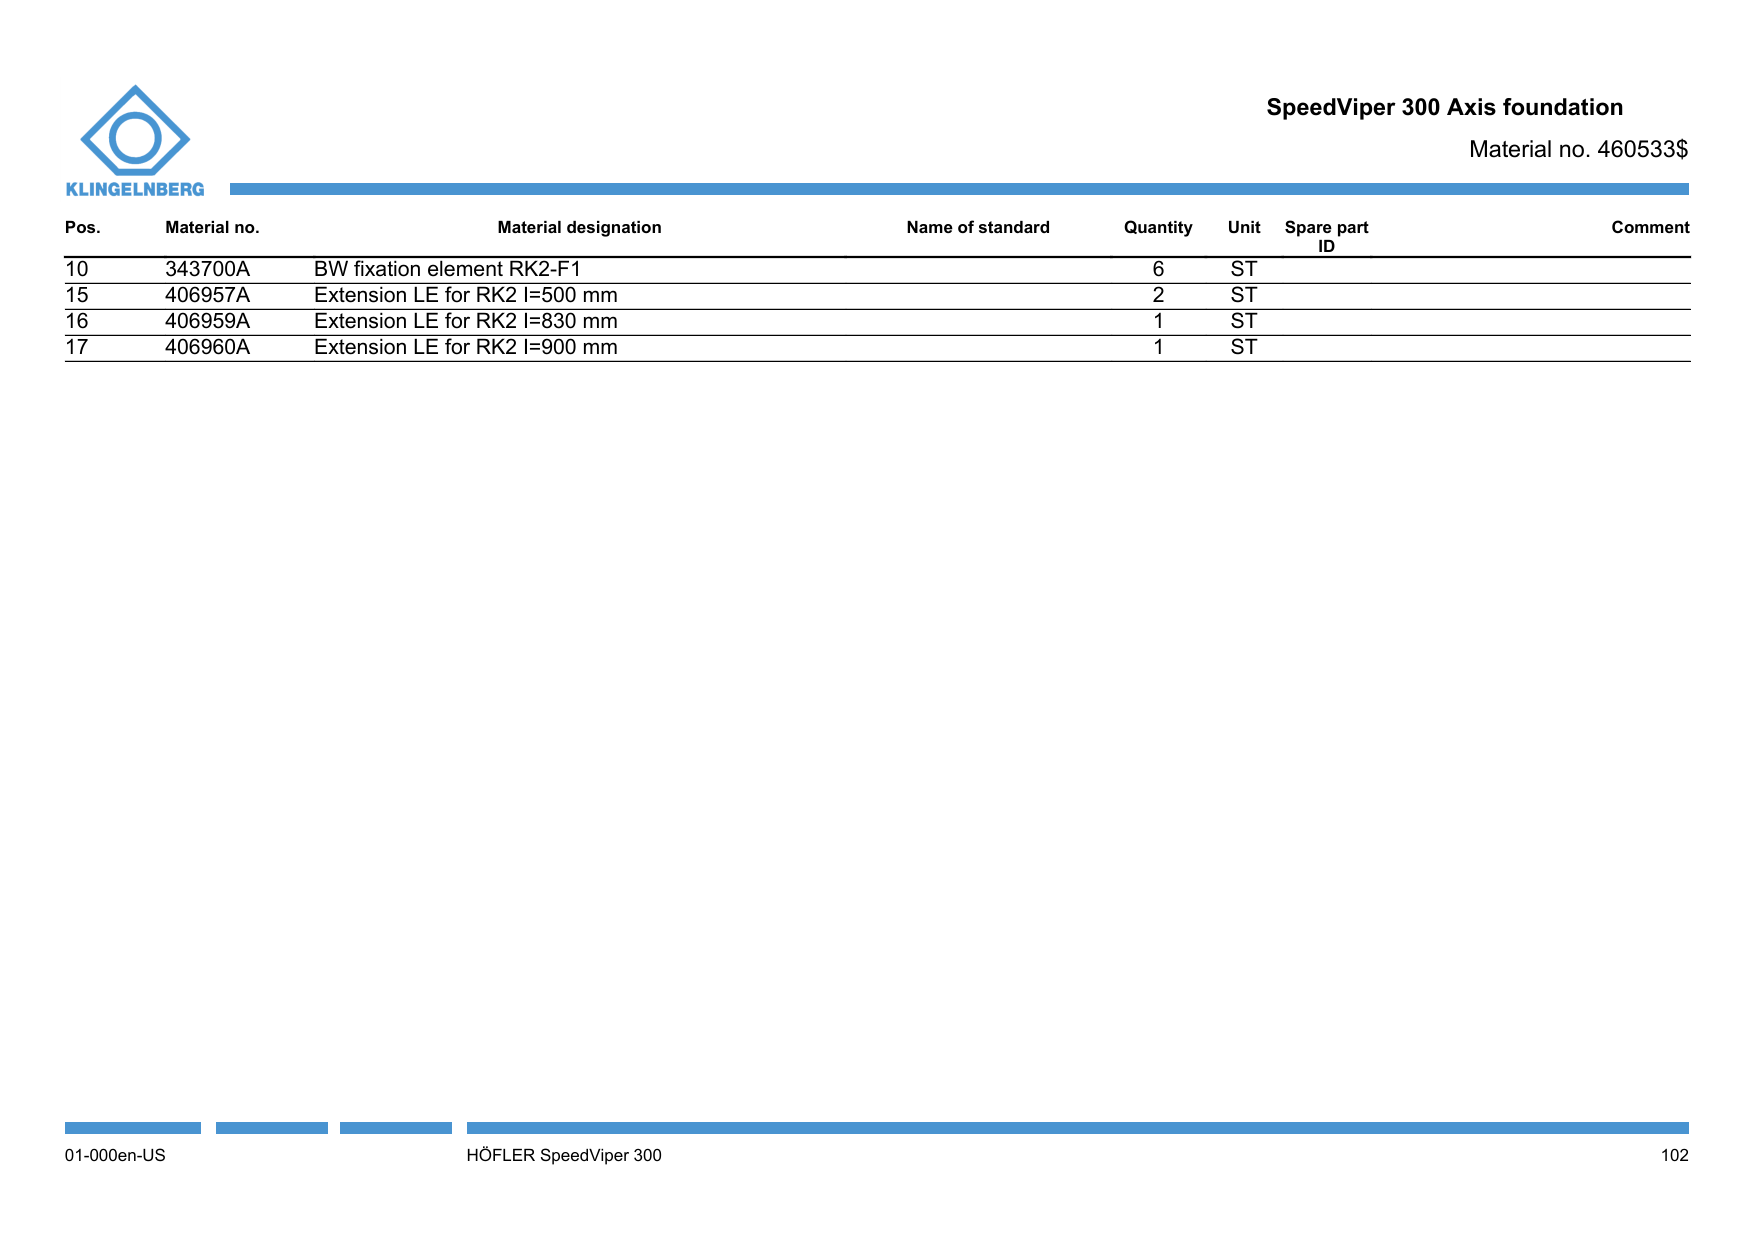 KLINGELNBERG
SpeedViper 300 Axis foundation
Material no. 460533$
Pos. Material no. Material designation Name of standard Quantity Unit Spare part ID Comment
10 343700A BW fixation element RK2-F1 6 ST
15 406957A Extension LE for RK2 l=500 mm 2 ST
16 406959A Extension LE for RK2 l=830 mm 1 ST
17 406960A Extension LE for RK2 l=900 mm 1 ST
01-000en-US HÖFLER SpeedViper 300 102